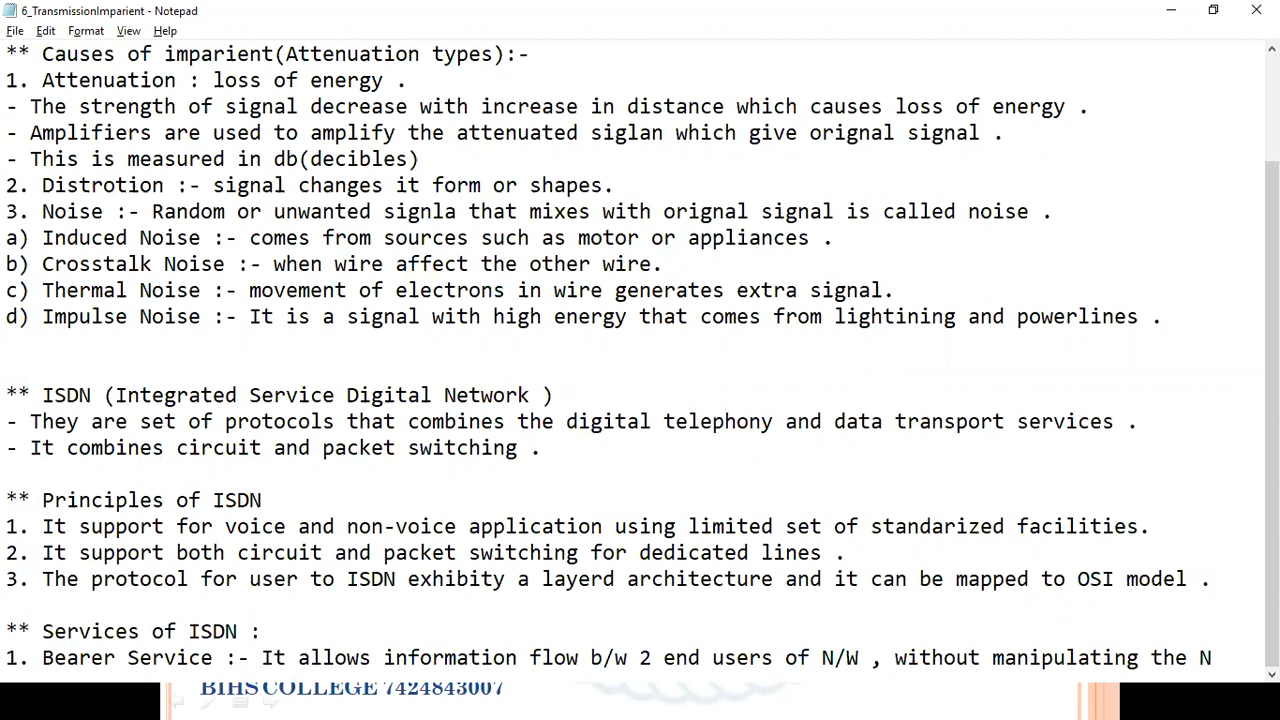 6_TransmissionImparient - Notepad
File Edit Format View Help
** Causes of imparient(Attenuation types):-
1. Attenuation : loss of energy .
- The strength of signal decrease with increase in distance which causes loss of energy .
- Amplifiers are used to amplify the attenuated siglan which give orignal signal .
- This is measured in db(decibles)
2. Distrotion :- signal changes it form or shapes.
3. Noise :- Random or unwanted signla that mixes with orignal signal is called noise .
a) Induced Noise :- comes from sources such as motor or appliances .
b) Crosstalk Noise :- when wire affect the other wire.
c) Thermal Noise :- movement of electrons in wire generates extra signal.
d) Impulse Noise :- It is a signal with high energy that comes from lightining and powerlines .
** ISDN (Integrated Service Digital Network )
- They are set of protocols that combines the digital telephony and data transport services .
- It combines circuit and packet switching .
** Principles of ISDN
1. It support for voice and non-voice application using limited set of standarized facilities.
2. It support both circuit and packet switching for dedicated lines .
3. The protocol for user to ISDN exhibity a layerd architecture and it can be mapped to OSI model .
** Services of ISDN :
1. Bearer Service :- It allows information flow b/w 2 end users of N/W , without manipulating the N
BIHS COLLEGE 7424843007